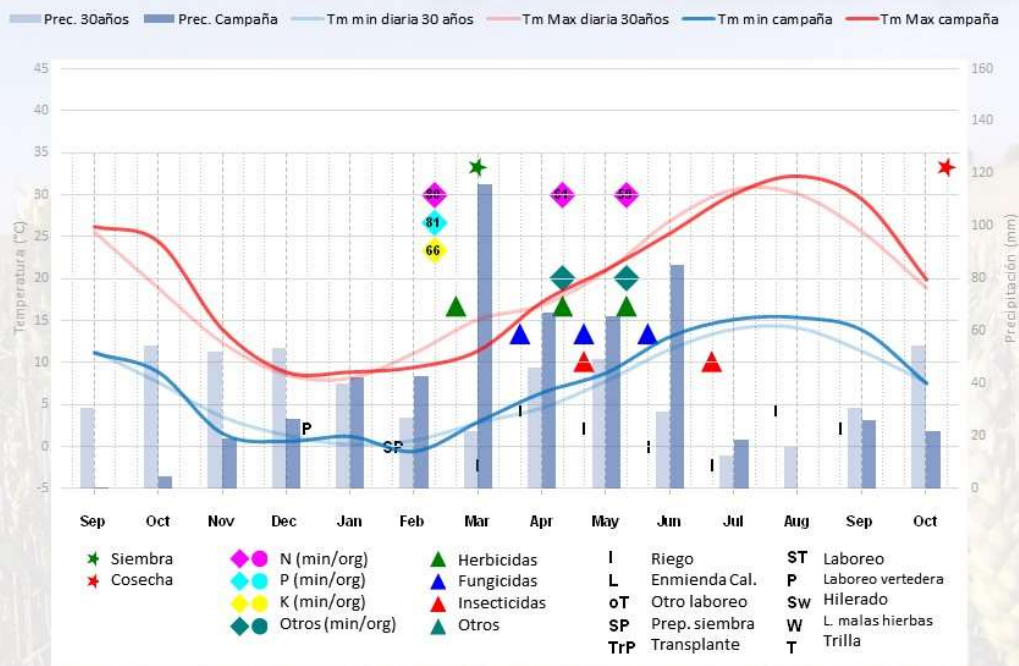 Prec. 30años Prec. Campaña Tm min diaria 30 años Tm Max diaria 30años Tm min campaña Tm Max campaña
45 160
40 140
35 120
30 100
25 80
20 60
15 40
10 20
5 0
0
-5
Temperatura (°C)
Precipitación (mm)
81
66
P
SP
I
I
I
I
I
I
I
Sep Oct Nov Dec Jan Feb Mar Apr May Jun Jul Aug Sep Oct
Siembra N (min/org) Herbicidas I Riego ST Laboreo
Cosecha P (min/org) Fungicidas L Enmienda Cal. P Laboreo vertedera
K (min/org) Insecticidas oT Otro laboreo Sw Hilerado
Otros (min/org) Otros SP Prep. siembra W L. malas hierbas
TrP Transplante T Trilla